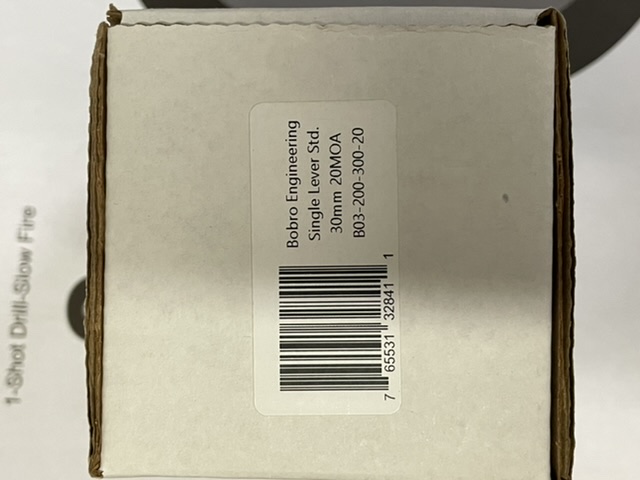 Bobro Engineering
Single Lever Std.
30mm 20MOA
B03-200-300-20
7 65531 32841 1
1-Shot Drill-Slow Fire